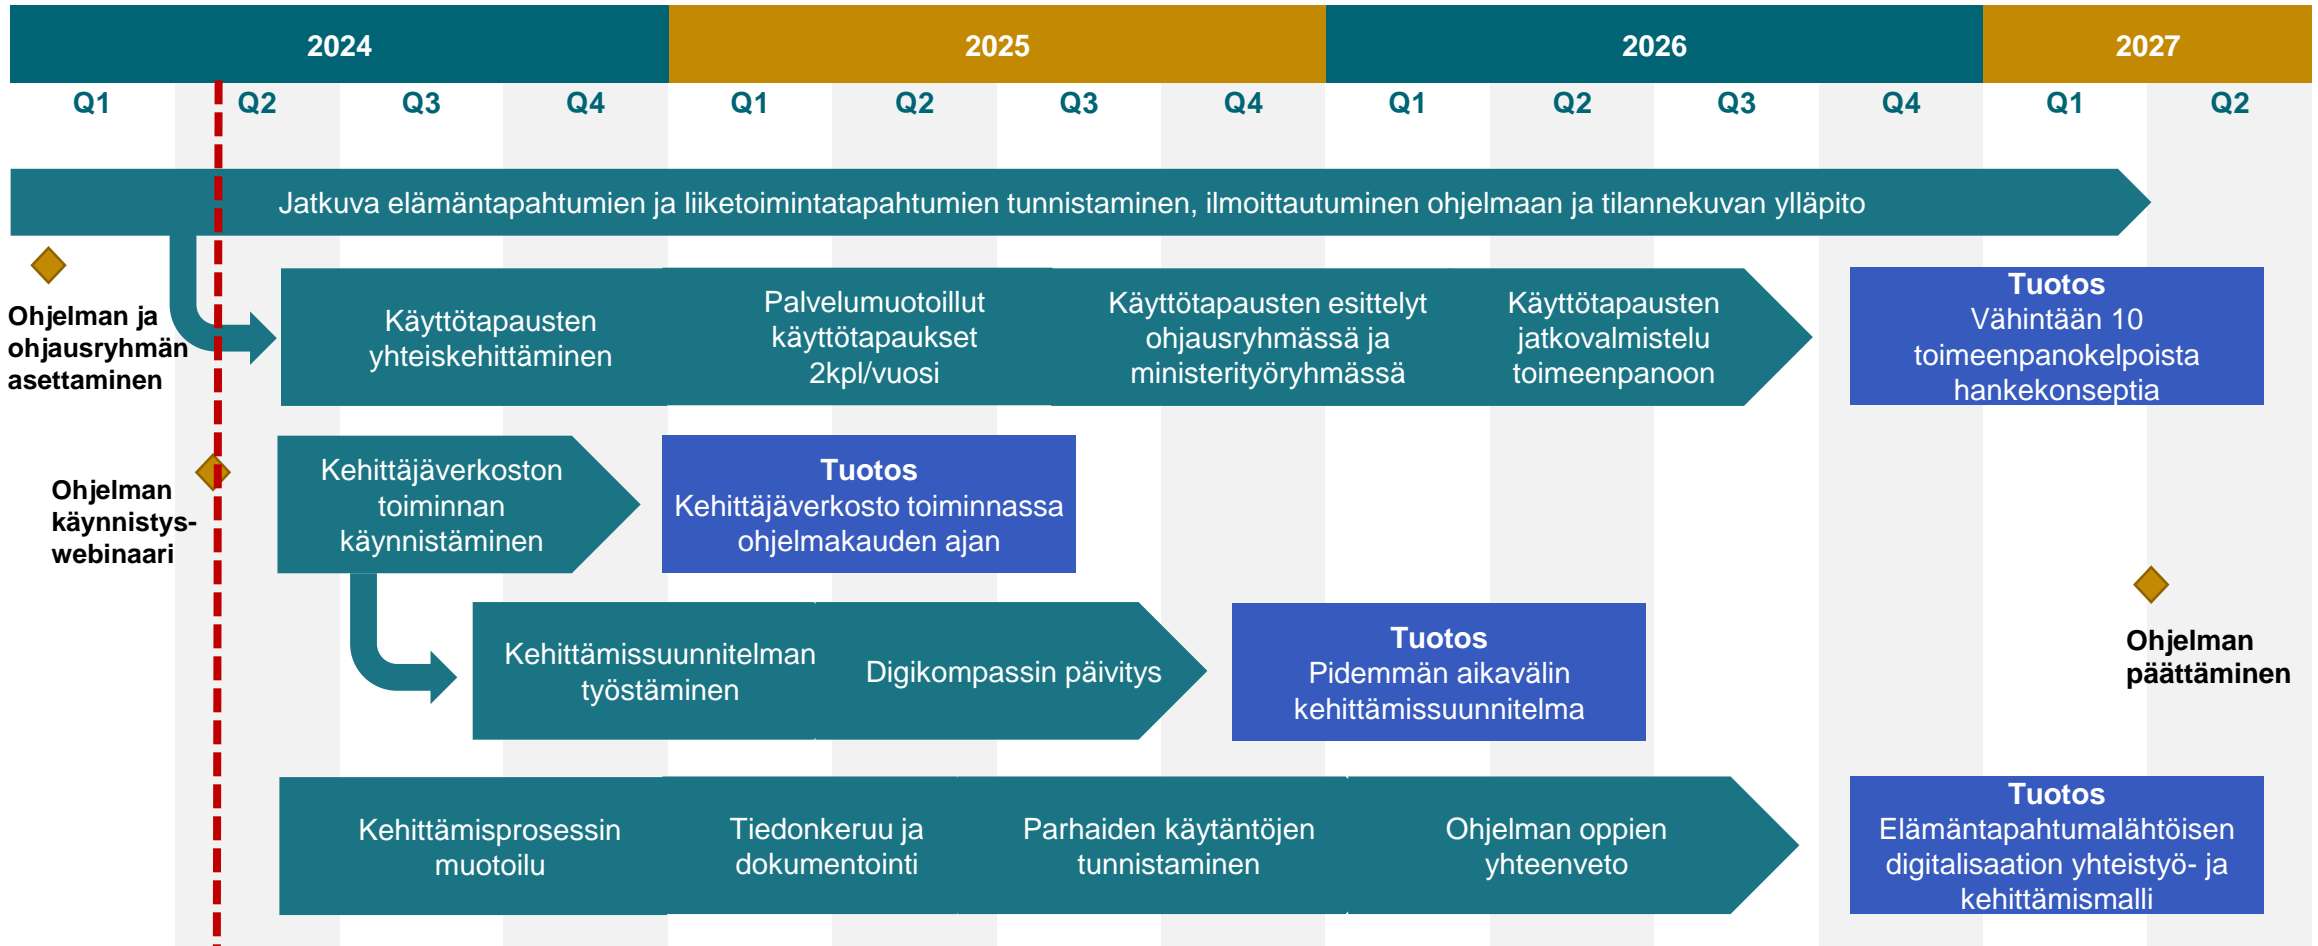 2024
2025
2026
2027
Q1
Q2
Q3
Q4
Q1
Q2
Q3
Q4
Q1
Q2
Q3
Q4
Q1
Q2
Jatkuva elämäntapahtumien ja liiketoimintatapahtumien tunnistaminen, ilmoittautuminen ohjelmaan ja tilannekuvan ylläpito
Ohjelman ja
ohjausryhmän
asettaminen
Käyttötapausten
yhteiskehittäminen
Palvelumuotoillut
käyttötapaukset
2kpl/vuosi
Käyttötapausten esittelyt
ohjausryhmässä ja
ministerityöryhmässä
Käyttötapausten
jatkovalmistelu
toimeenpanoon
Tuotos
Vähintään 10
toimeenpanokelpoista
hankekonseptia
Ohjelman
käynnistys-
webinaari
Kehittäjäverkoston
toiminnan
käynnistäminen
Tuotos
Kehittäjäverkosto toiminnassa
ohjelmakauden ajan
Kehittämissuunnitelman
työstäminen
Digikompassin päivitys
Tuotos
Pidemmän aikavälin
kehittämissuunnitelma
Ohjelman
päättäminen
Kehittämisprosessin
muotoilu
Tiedonkeruu ja
dokumentointi
Parhaiden käytäntöjen
tunnistaminen
Ohjelman oppien
yhteenveto
Tuotos
Elämäntapahtumalähtöisen
digitalisaation yhteistyö- ja
kehittämismalli